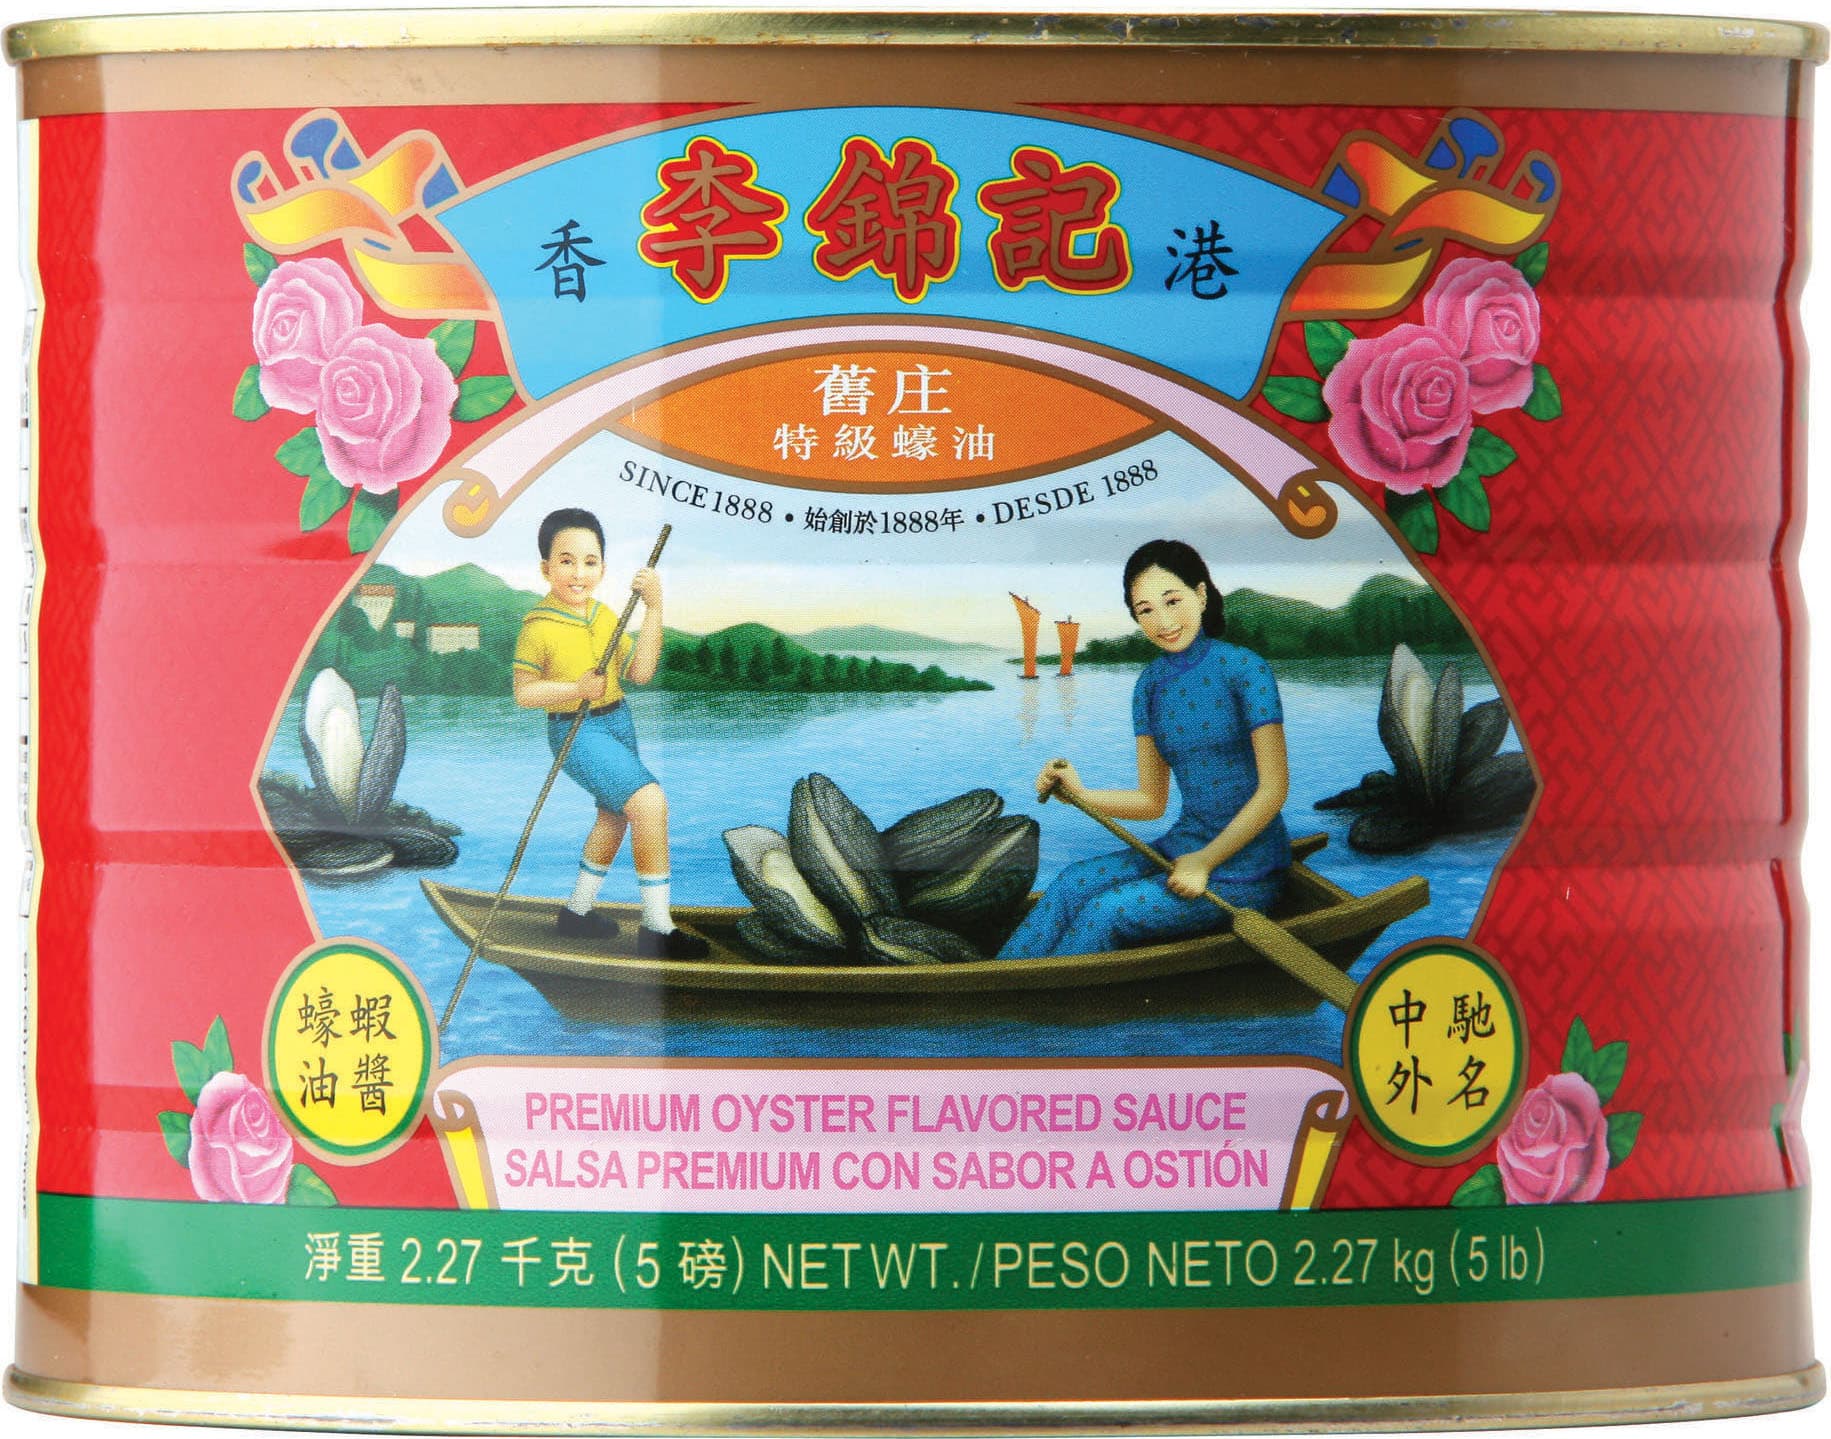 香 李錦記 港
舊庄
特級蠔油
SINCE 1888 • 始創於1888年 • DESDE 1888
蠔油 蝦醬
中外 馳名
PREMIUM OYSTER FLAVORED SAUCE
SALSA PREMIUM CON SABOR A OSTIÓN
淨重 2.27 千克 (5 磅) NET WT. / PESO NETO 2.27 kg (5 lb)